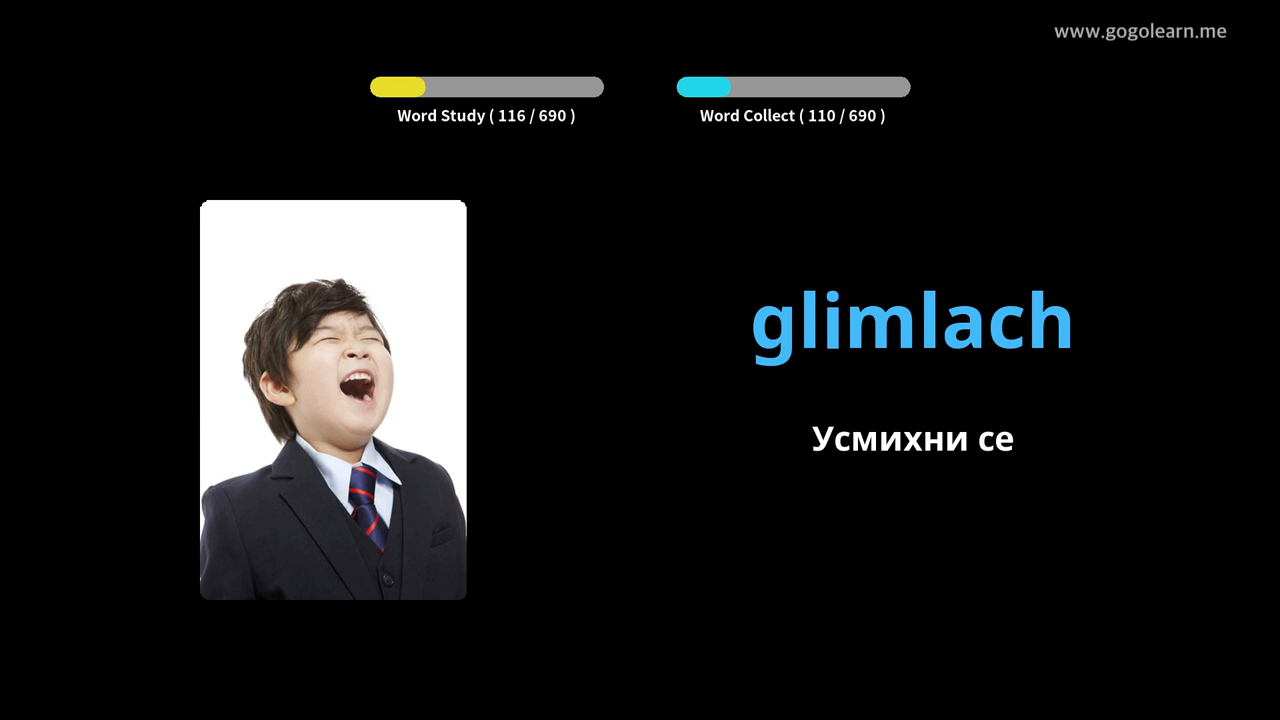 www.gogolearn.me
Word Study ( 116 / 690 )
Word Collect ( 110 / 690 )
glimlach
Усмихни се